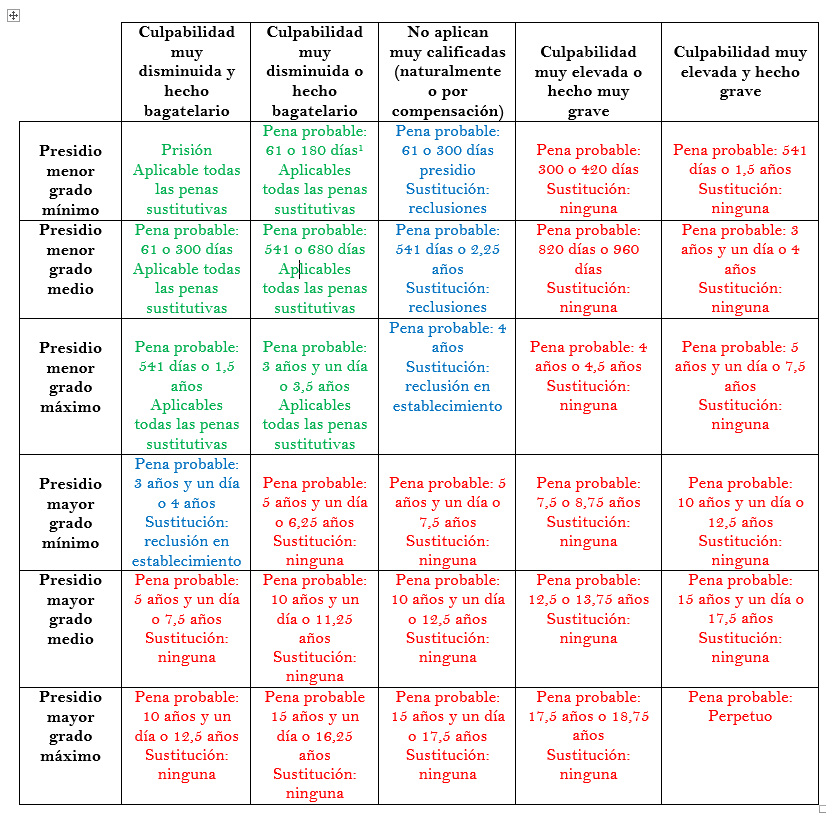 Culpabilidad
muy
disminuida y
hecho
bagatelario
Culpabilidad
muy
disminuida o
hecho
bagatelario
No aplican
muy calificadas
(naturalmente
o por
compensación)
Culpabilidad
muy elevada o
hecho muy
grave
Culpabilidad muy
elevada y hecho
grave
Presidio
menor
grado
mínimo
Prisión
Aplicable todas
las penas
sustitutivas
Pena probable:
61 o 180 días¹
Aplicables
todas las penas
sustitutivas
Pena probable:
61 o 300 días
presidio
Sustitución:
reclusiones
Pena probable:
300 o 420 días
Sustitución:
ninguna
Pena probable: 541
días o 1,5 años
Sustitución:
ninguna
Presidio
menor
grado
medio
Pena probable:
61 o 300 días
Aplicable todas
las penas
sustitutivas
Pena probable:
541 o 680 días
Aplicables
todas las penas
sustitutivas
Pena probable:
541 días o 2,25
años
Sustitución:
reclusiones
Pena probable:
820 días o 960
días
Sustitución:
ninguna
Pena probable: 3
años y un día o 4
años
Sustitución:
ninguna
Presidio
menor
grado
máximo
Pena probable:
541 días o 1,5
años
Aplicables
todas las penas
sustitutivas
Pena probable:
3 años y un día
o 3,5 años
Aplicables
todas las penas
sustitutivas
Pena probable: 4
años
Sustitución:
reclusión en
establecimiento
Pena probable: 4
años o 4,5 años
Sustitución:
ninguna
Pena probable: 5
años y un día o 7,5
años
Sustitución:
ninguna
Presidio
mayor
grado
mínimo
Pena probable:
3 años y un día
o 4 años
Sustitución:
reclusión en
establecimiento
Pena probable:
5 años y un día
o 6,25 años
Sustitución:
ninguna
Pena probable: 5
años y un día o
7,5 años
Sustitución:
ninguna
Pena probable:
7,5 o 8,75 años
Sustitución:
ninguna
Pena probable:
10 años y un día o
12,5 años
Sustitución:
ninguna
Presidio
mayor
grado
medio
Pena probable:
5 años y un día
o 7,5 años
Sustitución:
ninguna
Pena probable:
10 años y un
día o 11,25
años
Sustitución:
ninguna
Pena probable:
10 años y un día
o 12,5 años
Sustitución:
ninguna
Pena probable:
12,5 o 13,75 años
Sustitución:
ninguna
Pena probable:
15 años y un día o
17,5 años
Sustitución:
ninguna
Presidio
mayor
grado
máximo
Pena probable:
10 años y un
día o 12,5 años
Sustitución:
ninguna
Pena probable
15 años y un
día o 16,25
años
Sustitución:
ninguna
Pena probable:
15 años y un día
o 17,5 años
Sustitución:
ninguna
Pena probable:
17,5 años o 18,75
años
Sustitución:
ninguna
Pena probable:
Perpetuo